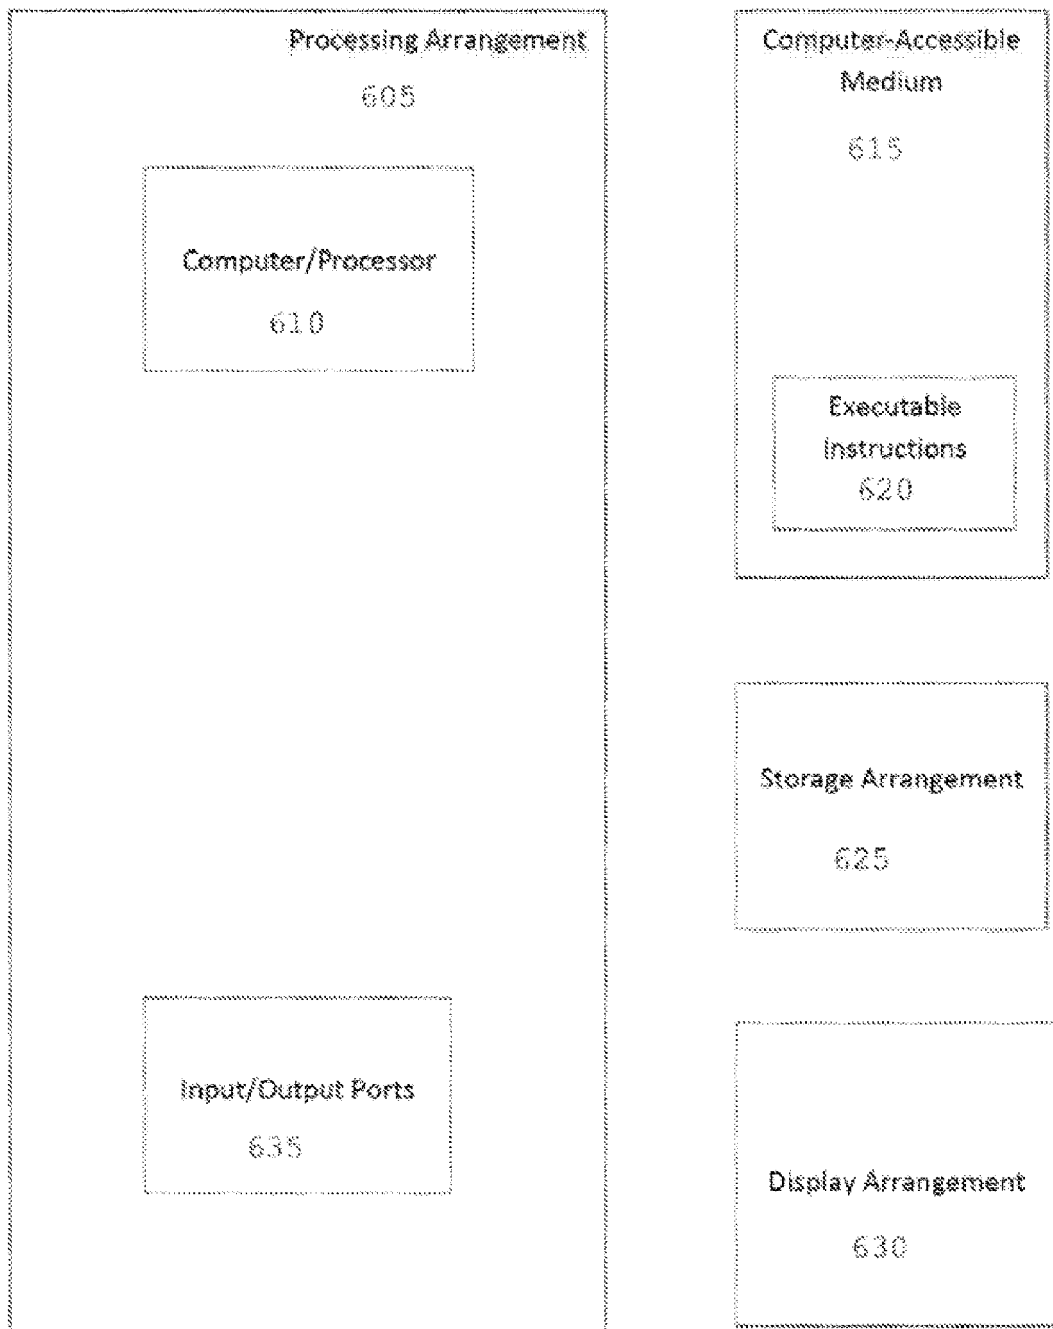 Processing Arrangement
605
Computer/Processor
610
Input/Output Ports
635
Computer-Accessible
Medium
615
Executable
Instructions
620
Storage Arrangement
625
Display Arrangement
630